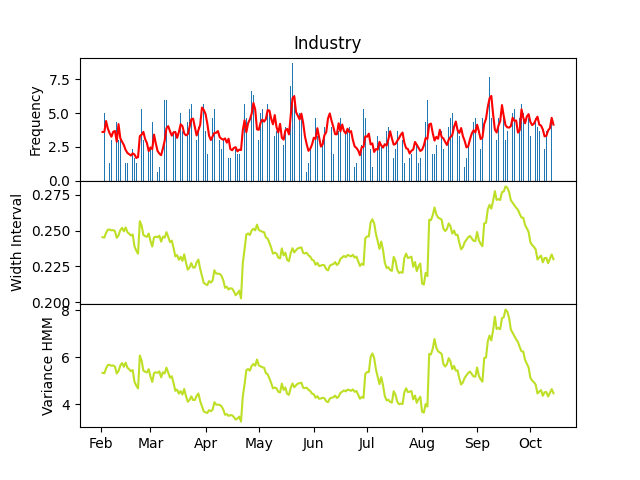 Industry
Frequency
7.5
5.0
2.5
0.0
Width Interval
0.275
0.250
0.225
0.200
Variance HMM
8
6
4
Feb Mar Apr May Jun Jul Aug Sep Oct